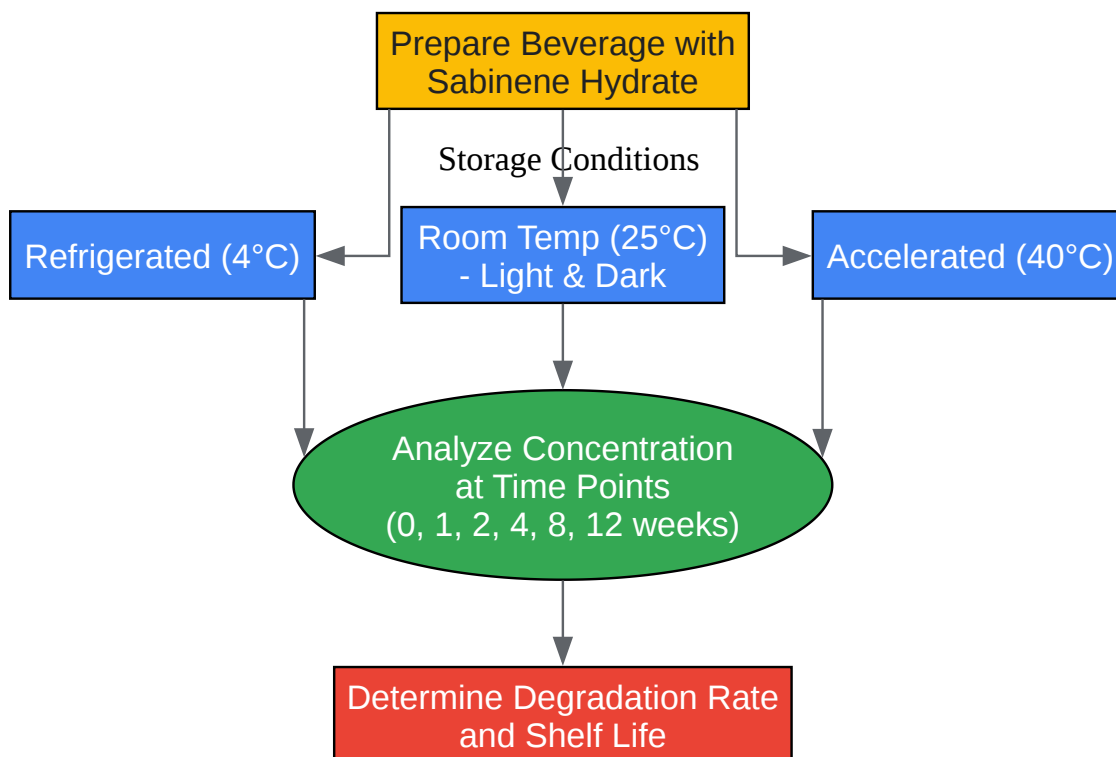 Prepare Beverage with
Sabinene Hydrate
Storage Conditions
Refrigerated (4°C)
Room Temp (25°C)
- Light & Dark
Accelerated (40°C)
Analyze Concentration
at Time Points
(0, 1, 2, 4, 8, 12 weeks)
Determine Degradation Rate
and Shelf Life